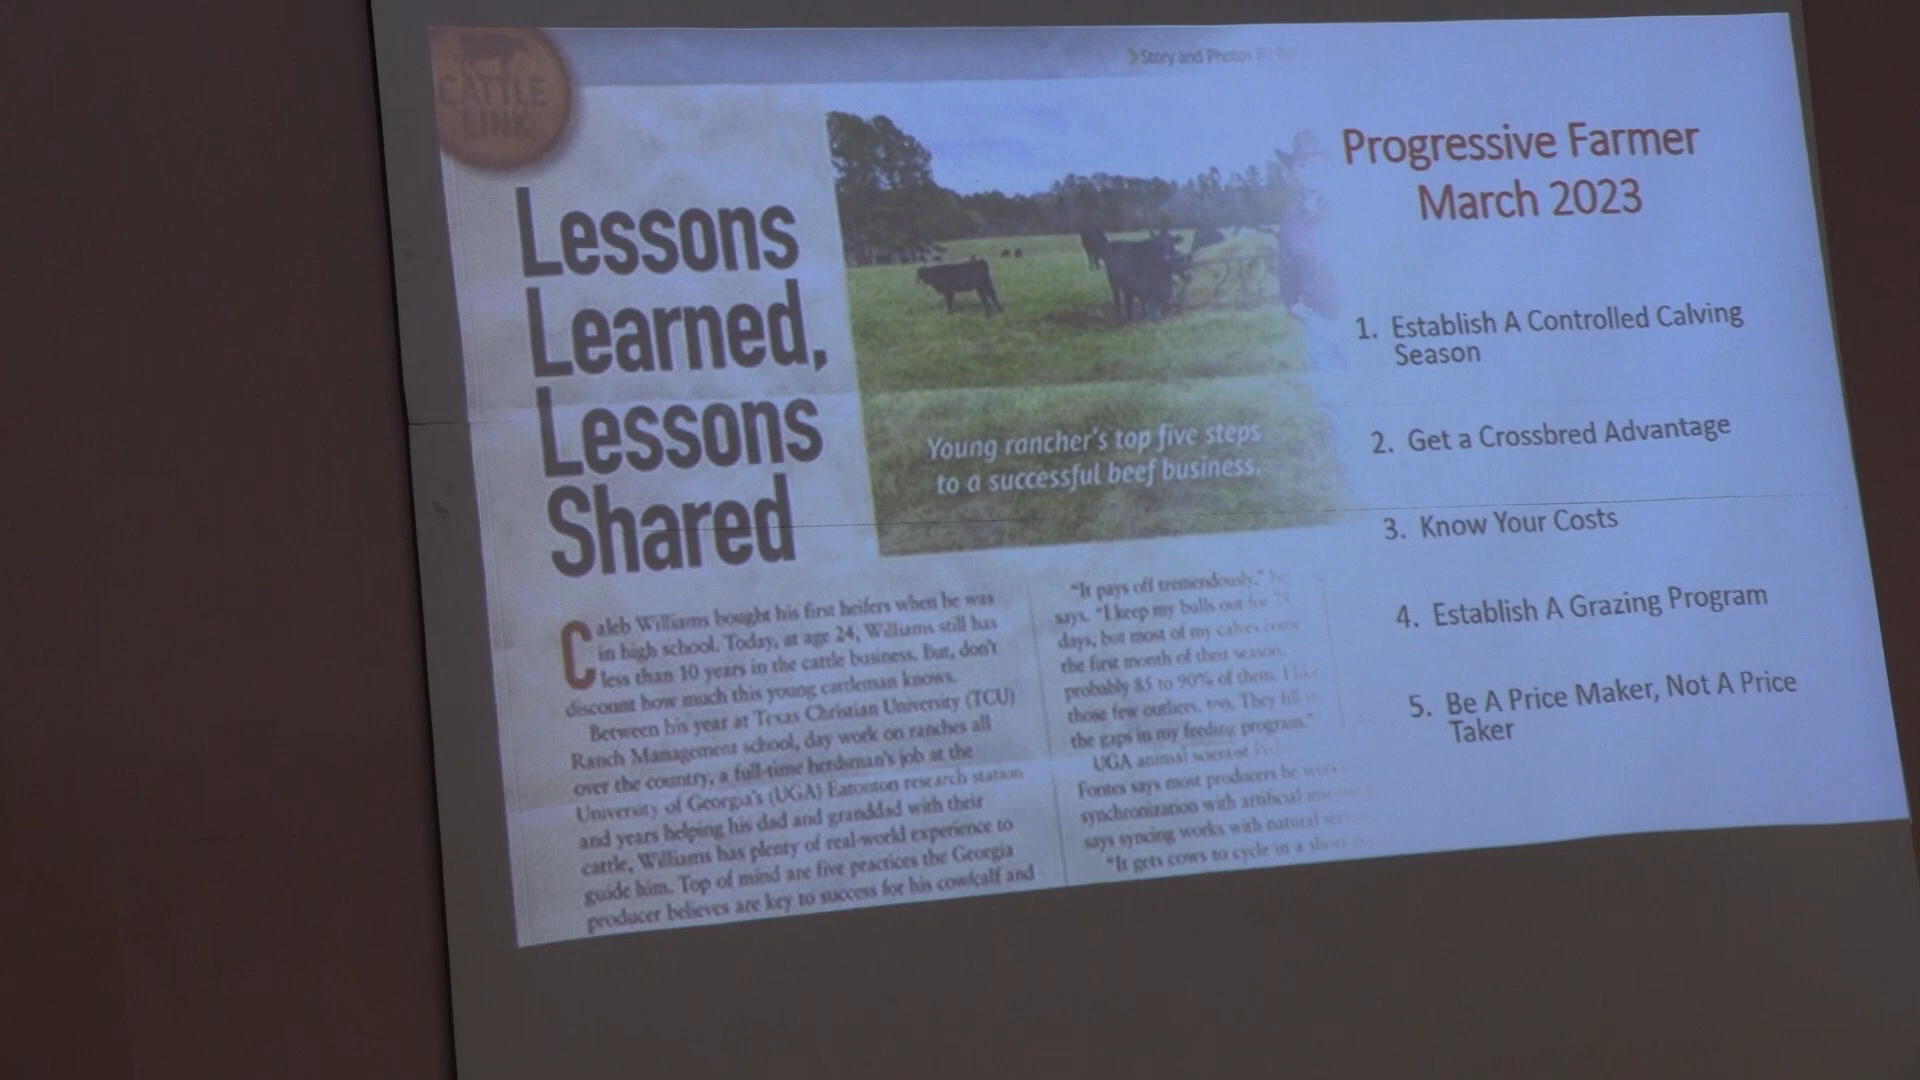 CATTLE
LINK
Story and Photos
Lessons
Learned,
Lessons
Shared
Young rancher's top five steps
to a successful beef business.
Caleb Williams bought his first heifers when he was
in high school. Today, at age 24, Williams still has
less than 10 years in the cattle business. But, don't
discount how much this young cattleman knows.
Between his year at Texas Christian University (TCU)
Ranch Management school, day work on ranches all
over the country, a full-time herdsman's job at the
University of Georgia's (UGA) Eatonton research station
and years helping his dad and granddad with their
cattle, Williams has plenty of real-world experience to
guide him. Top of mind are five practices the Georgia
producer believes are key to success for his cow/calf and
"It pays off tremendously," he
says. "I keep my bulls out for 75
days, but most of my calves come
the first month of their season,
probably 85 to 90% of them. I like
those few outliers, too. They fill in
the gaps in my feeding program."
UGA animal scientist
Fontes says most producers he
synchronization with artificial
says syncing works with natural
"It gets cows to cycle in a short
Progressive Farmer
March 2023
1. Establish A Controlled Calving
Season
2. Get a Crossbred Advantage
3. Know Your Costs
4. Establish A Grazing Program
5. Be A Price Maker, Not A Price
Taker